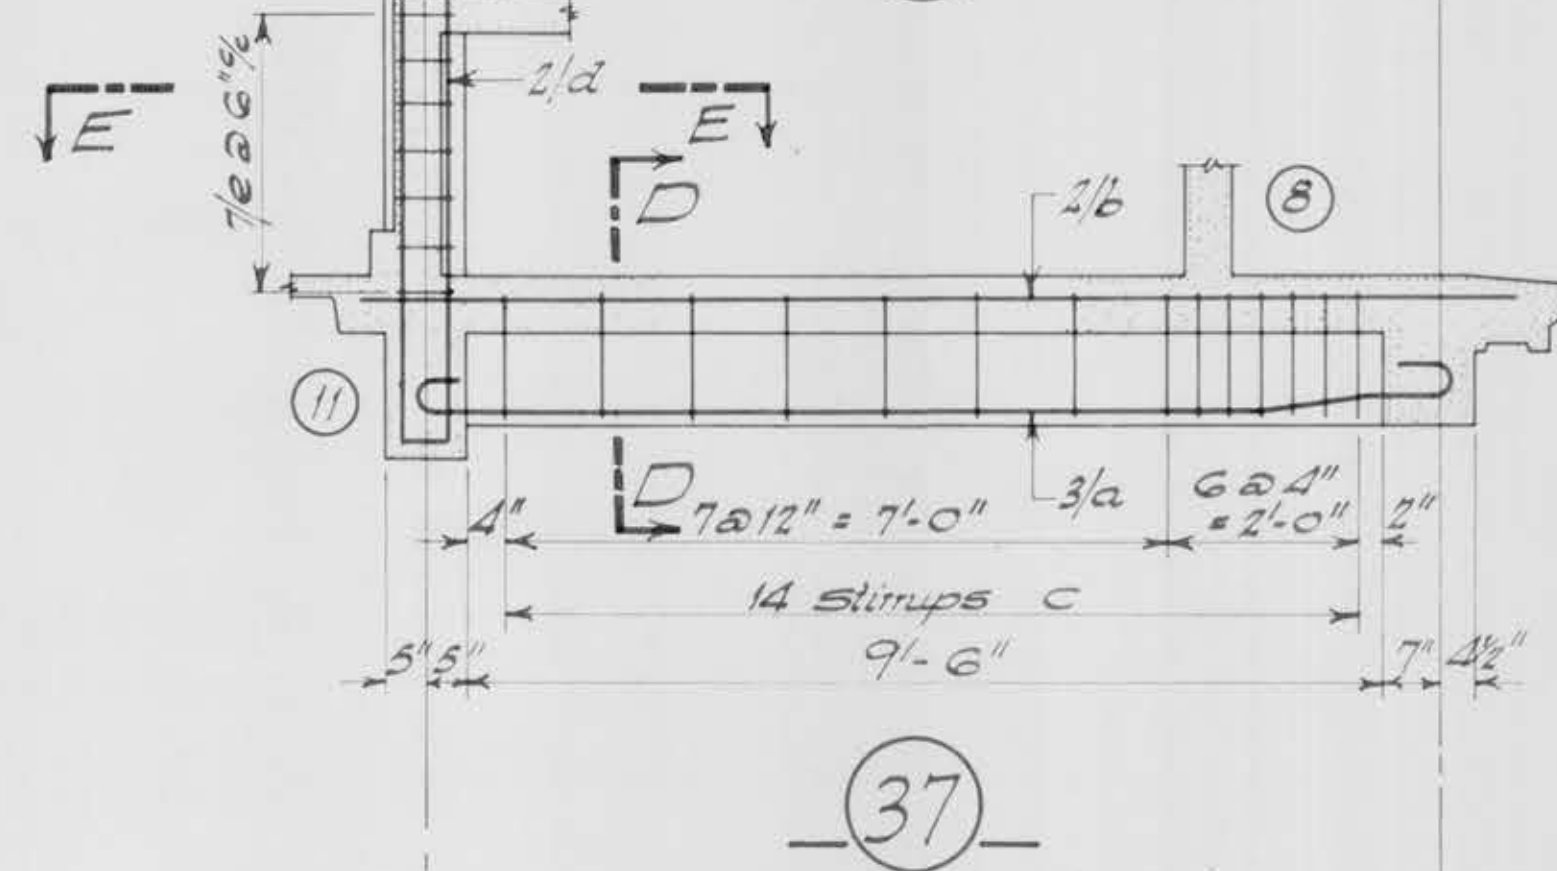 7/e @ 6" c/c
2/d
E
E
D
2/b
8
11
D
3/a
4"
7 @ 12" = 7'-0"
6 @ 4"
= 2'-0"
2"
14 stirrups c
5"
5"
9'-6"
7"
4½"
37